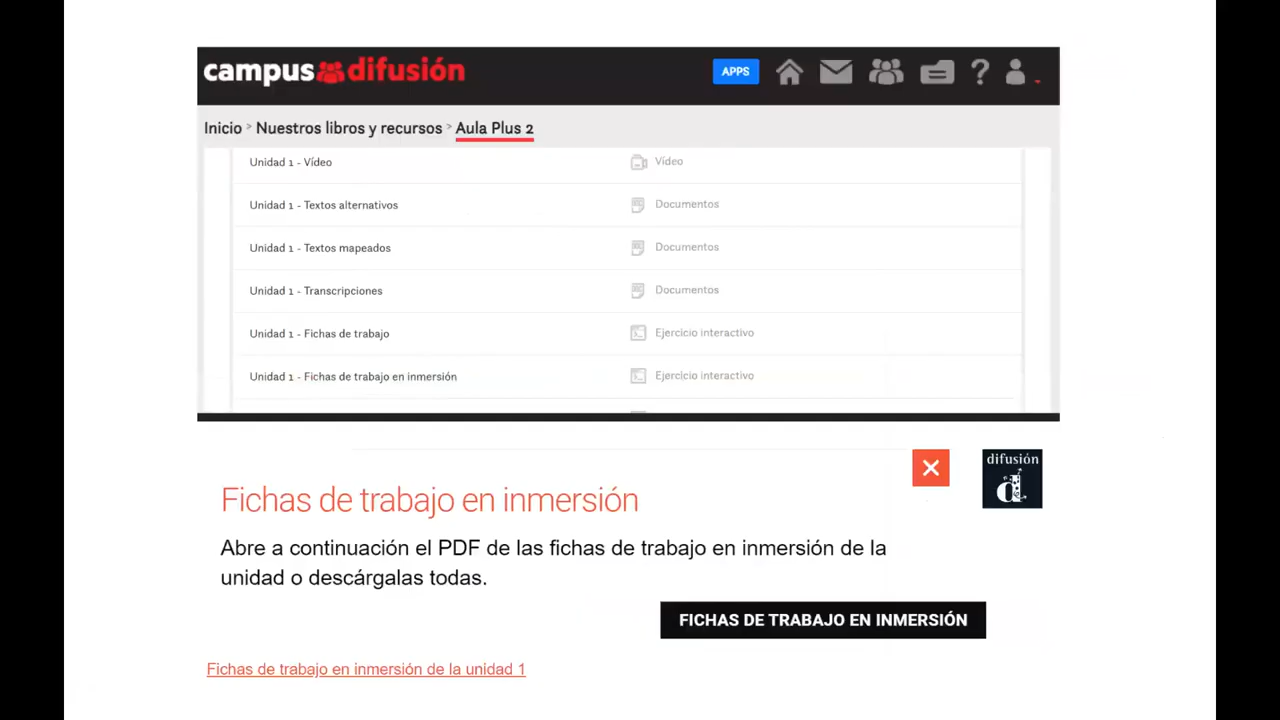 campus difusión
APPS
?
Inicio > Nuestros libros y recursos > Aula Plus 2
Unidad 1 - Vídeo Vídeo
Unidad 1 - Textos alternativos Documentos
Unidad 1 - Textos mapeados Documentos
Unidad 1 - Transcripciones Documentos
Unidad 1 - Fichas de trabajo Ejercicio interactivo
Unidad 1 - Fichas de trabajo en inmersión Ejercicio interactivo
difusión
d
Fichas de trabajo en inmersión
Abre a continuación el PDF de las fichas de trabajo en inmersión de la
unidad o descárgalas todas.
FICHAS DE TRABAJO EN INMERSIÓN
Fichas de trabajo en inmersión de la unidad 1